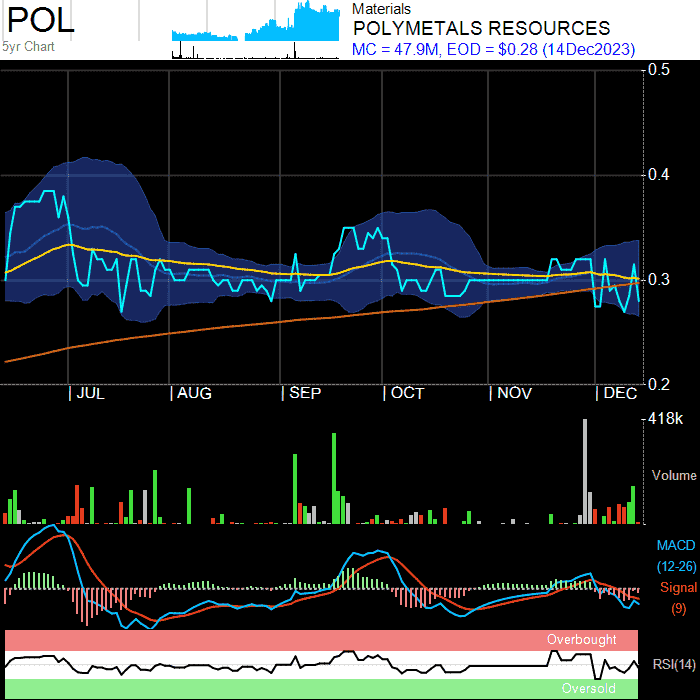 POL
5yr Chart
Materials
POLYMETALS RESOURCES
MC = 47.9M, EOD = $0.28 (14Dec2023)
0.5
0.4
0.3
0.2
JUL AUG SEP OCT NOV DEC
418k
Volume
MACD
(12-26)
Signal
(9)
Overbought
RSI(14)
Oversold